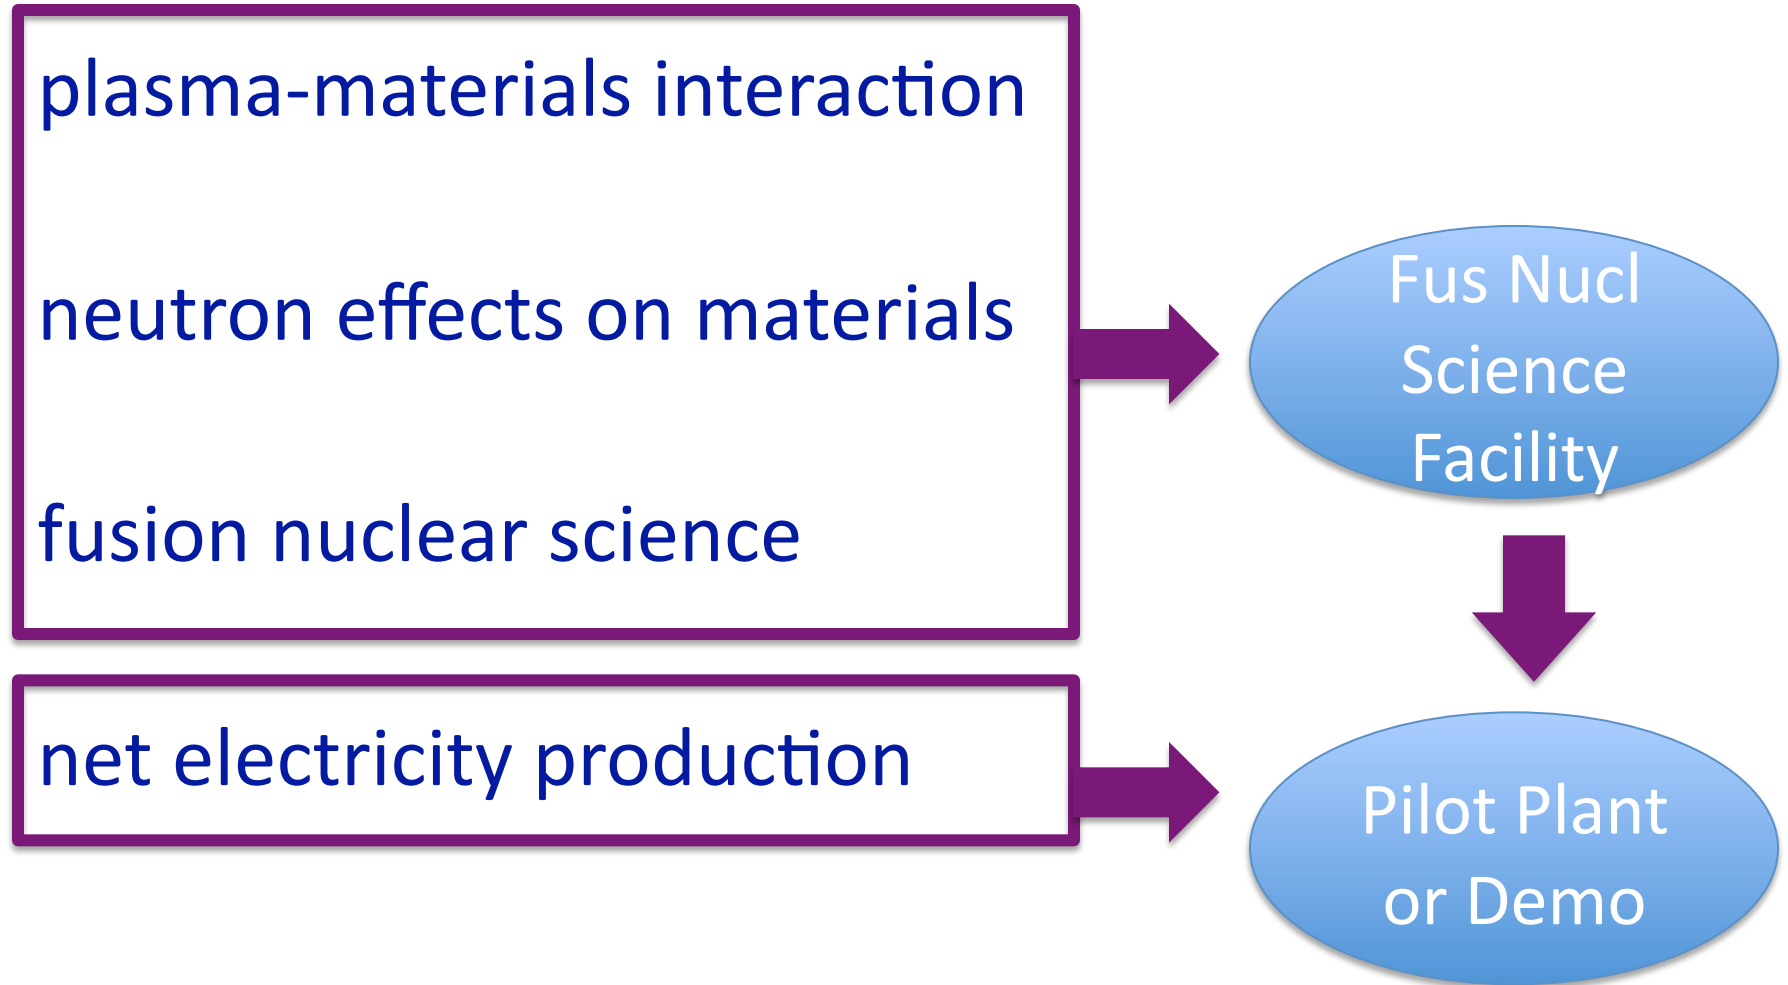 plasma-materials interaction
neutron effects on materials
fusion nuclear science
net electricity production
Fus Nucl
Science
Facility
Pilot Plant
or Demo